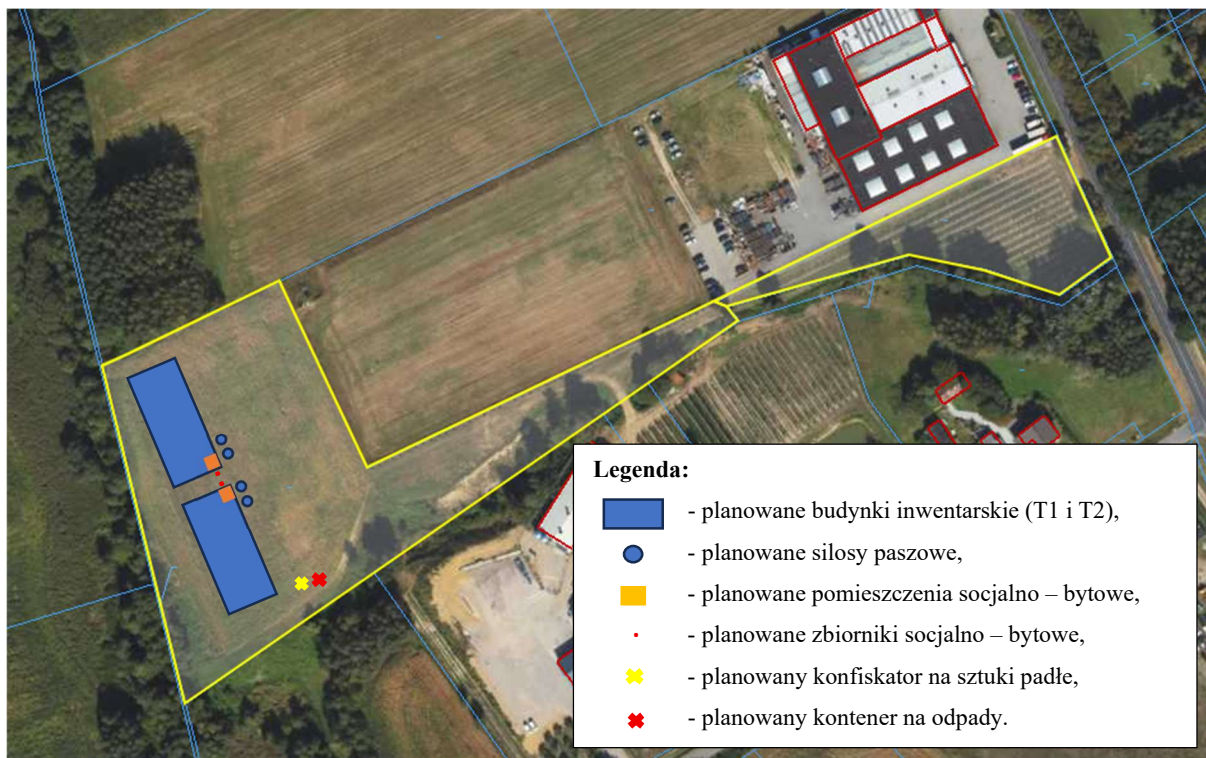 Legenda:
- planowane budynki inwentarskie (T1 i T2),
- planowane silosy paszowe,
- planowane pomieszczenia socjalno – bytowe,
- planowane zbiorniki socjalno – bytowe,
- planowany konfiskator na sztuki padłe,
- planowany kontener na odpady.